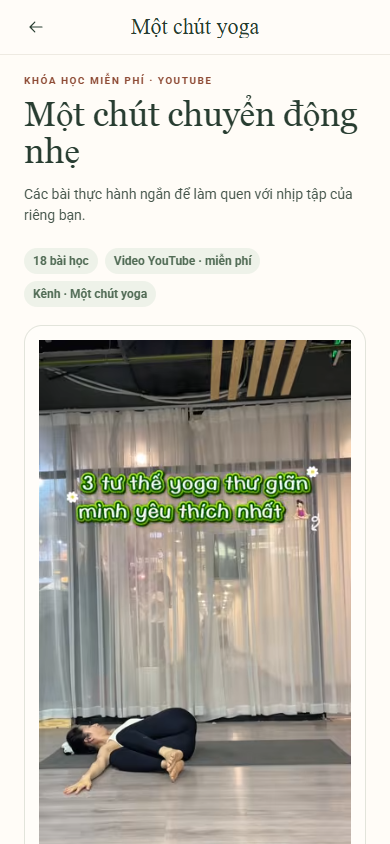 Một chút yoga
KHÓA HỌC MIỄN PHÍ · YOUTUBE
Một chút chuyển động
nhẹ
Các bài thực hành ngắn để làm quen với nhịp tập của
riêng bạn.
18 bài học
Video YouTube · miễn phí
Kênh · Một chút yoga
3 tư thế yoga thư giãn
mình yêu thích nhất